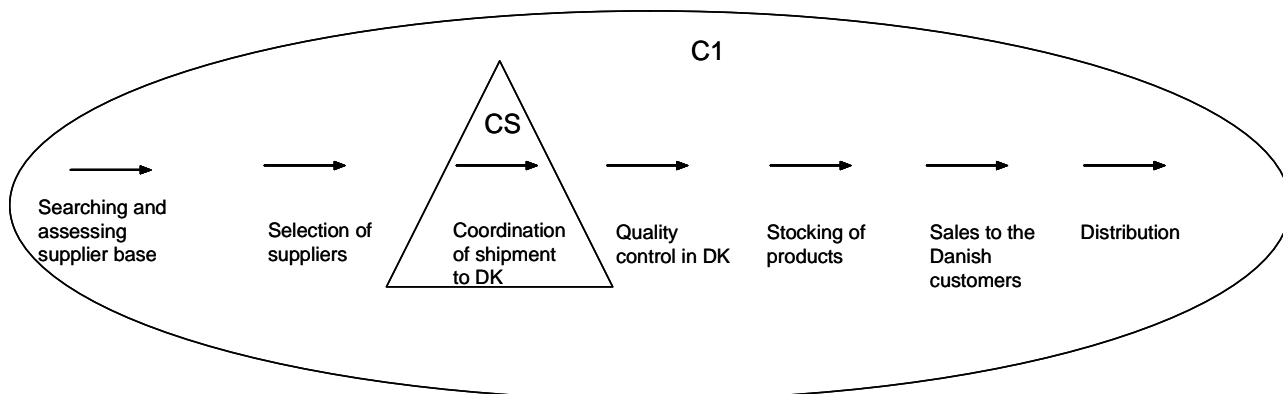 C1
CS
Searching and
assessing
supplier base
Selection of
suppliers
Coordination
of shipment
to DK
Quality
control in DK
Stocking of
products
Sales to the
Danish
customers
Distribution